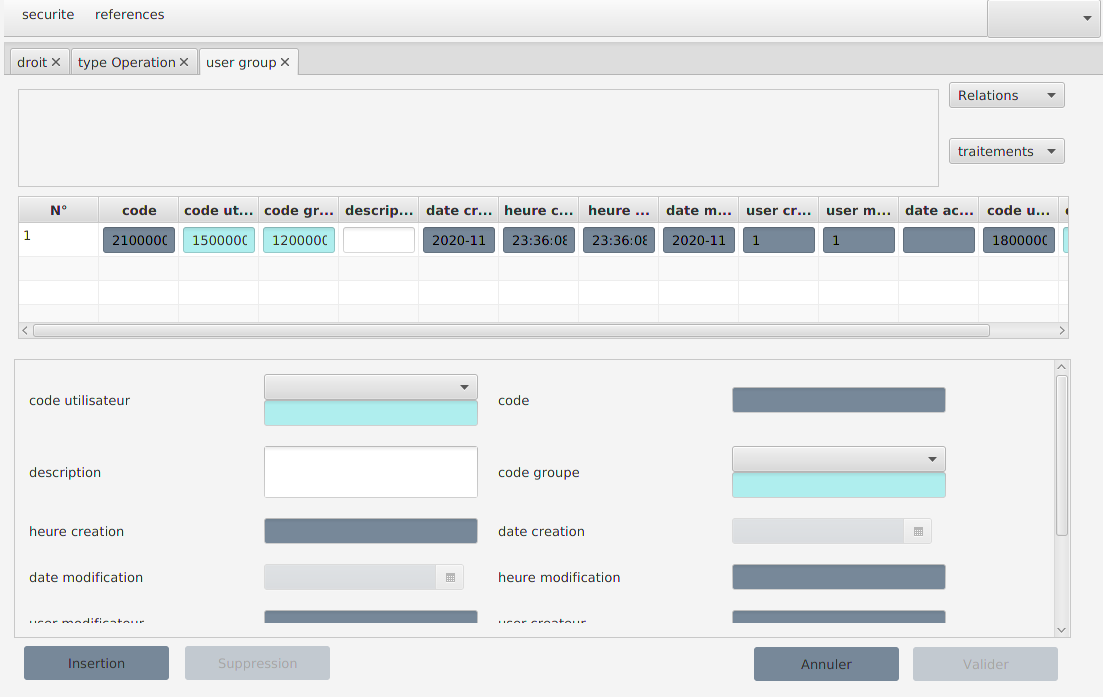 securite references
droit type Operation user group
Relations
traitements
N° code code ut... code gr... descrip... date cr... heure c... heure ... date m... user cr... user m... date ac... code u...
1 2100000 1500000 1200000 2020-11 23:36:08 23:36:08 2020-11 1 1 1800000
code utilisateur code
description code groupe
heure creation date creation
date modification heure modification
user modificateur user createur
Insertion Suppression Annuler Valider